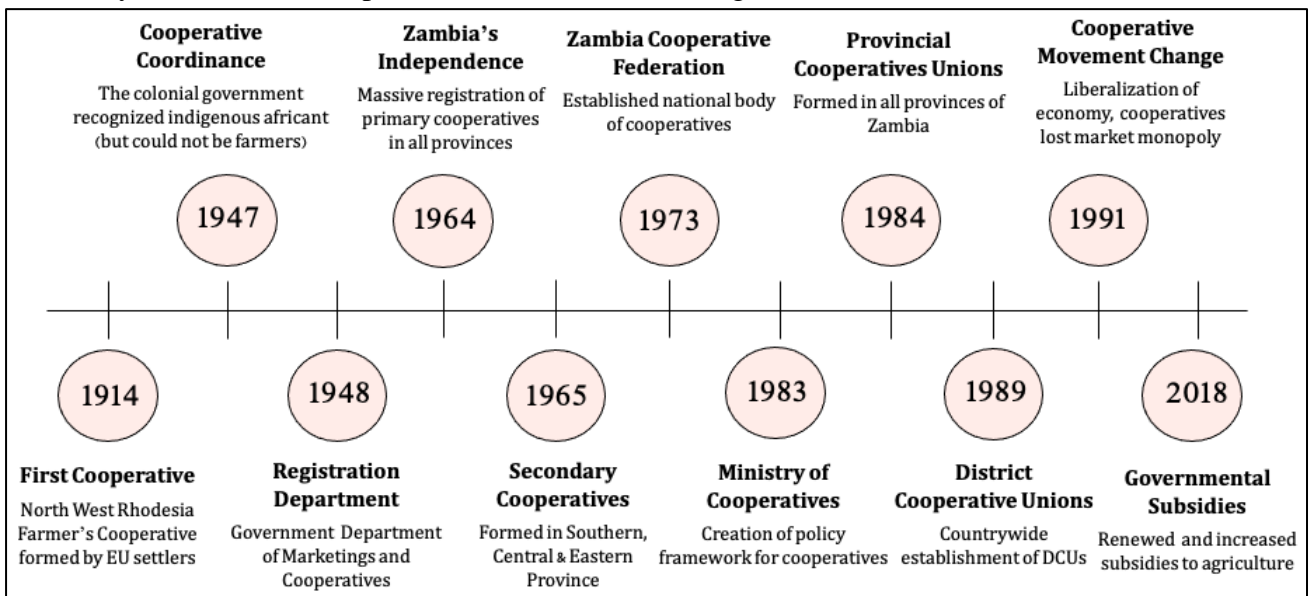 Cooperative
Coordinance
The colonial government
recognized indigenous africant
(but could not be farmers)
1947
Zambia's
Independence
Massive registration of
primary cooperatives
in all provinces
1964
Zambia Cooperative
Federation
Established national body
of cooperatives
1973
Provincial
Cooperatives Unions
Formed in all provinces of
Zambia
1984
Cooperative
Movement Change
Liberalization of
economy, cooperatives
lost market monopoly
1991
1914
First Cooperative
North West Rhodesia
Farmer's Cooperative
formed by EU settlers
1948
Registration
Department
Government Department
of Marketings and
Cooperatives
1965
Secondary
Cooperatives
Formed in Southern,
Central & Eastern
Province
1983
Ministry of
Cooperatives
Creation of policy
framework for cooperatives
1989
District
Cooperative Unions
Countrywide
establishment of DCUs
2018
Governmental
Subsidies
Renewed and increased
subsidies to agriculture